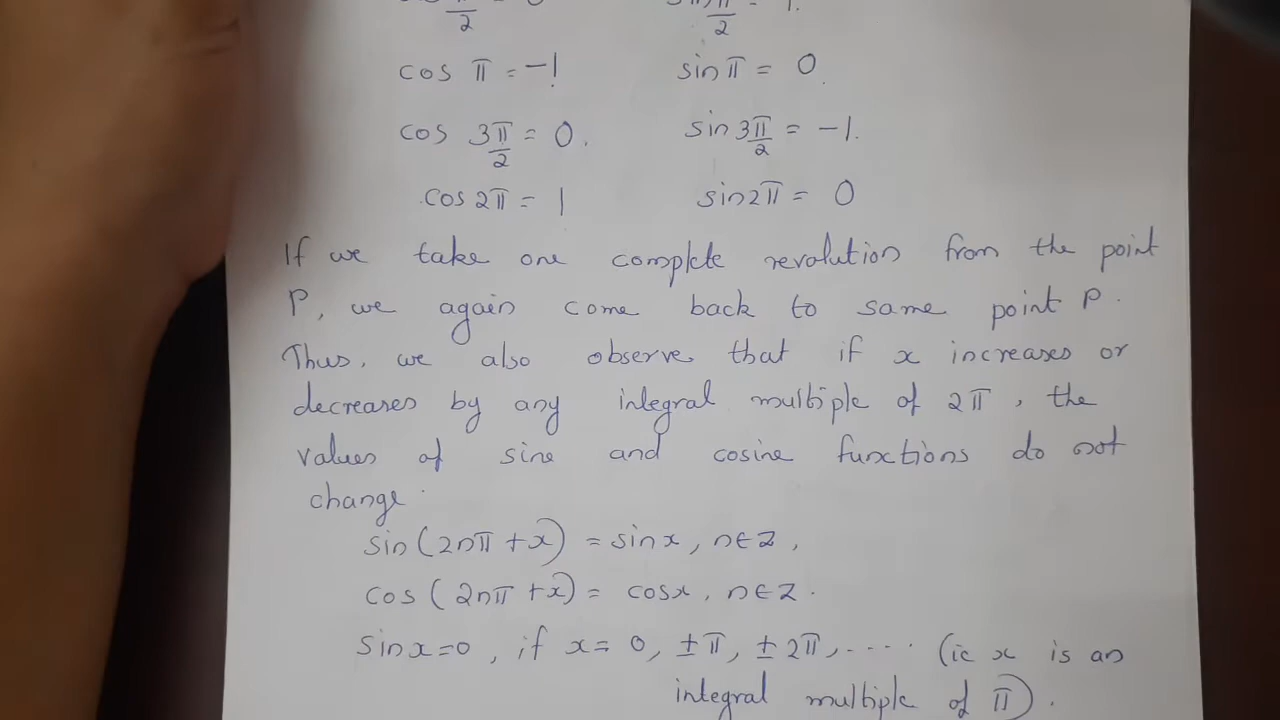 cos π = -1 sin π = 0.
cos 3π/2 = 0. sin 3π/2 = -1.
cos 2π = 1 sin 2π = 0
If we take one complete revolution from the point
P, we again come back to same point P.
Thus, we also observe that if x increases or
decreases by any integral multiple of 2π, the
values of sine and cosine functions do not
change.
sin(2nπ + x) = sin x, n∈Z,
cos(2nπ + x) = cos x, n∈Z.
sin x = 0, if x = 0, ±π, ±2π, .... (ie x is an
integral multiple of π).